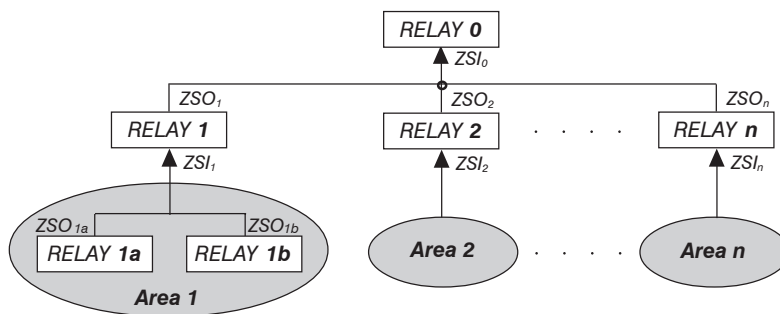 RELAY 0
ZSI0
ZSO1
ZSO2
ZSOn
RELAY 1
RELAY 2
. . . .
RELAY n
ZSI1
ZSI2
ZSIn
ZSO1a
ZSO1b
RELAY 1a
RELAY 1b
Area 1
Area 2
. . . .
Area n